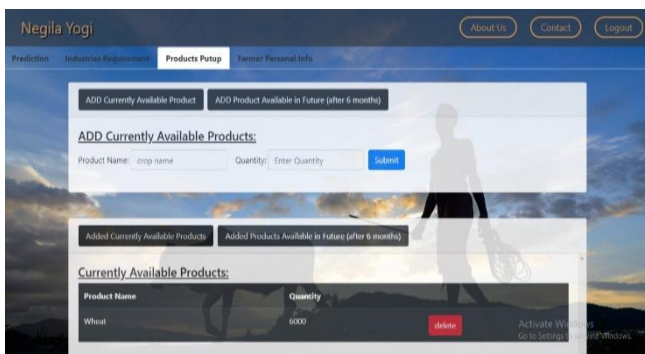 Negila Yogi
About Us Contact Logout
Prediction Industries Requirement Products Putup Farmer Personal Info
ADD Currently Available Product ADD Product Available in Future (after 6 months)
ADD Currently Available Products:
Product Name: crop name Quantity: Enter Quantity Submit
Added Currently Available Products Added Products Available in Future (after 6 months)
Currently Available Products:
Product Name Quantity
Wheat 6000 delete
Activate Windows
Go to Settings to activate Windows.